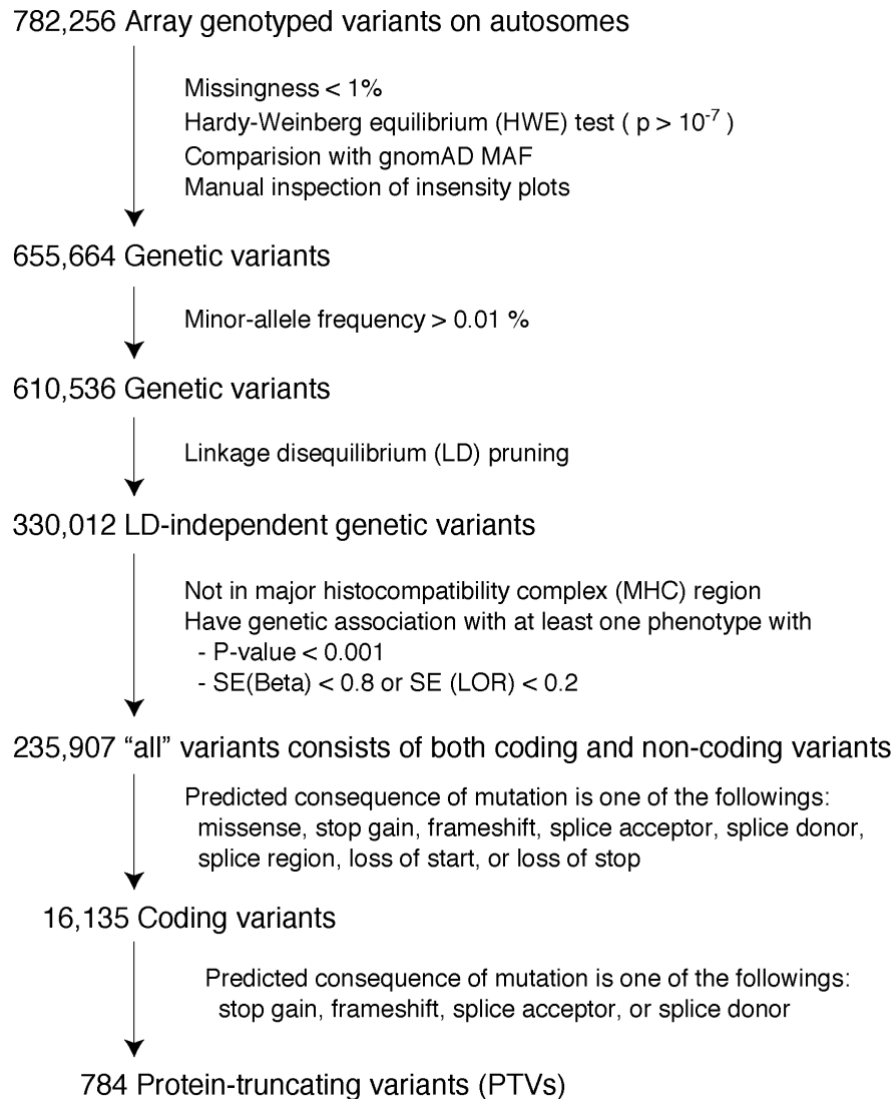 782,256 Array genotyped variants on autosomes
Missingness < 1%
Hardy-Weinberg equilibrium (HWE) test ( p > 10⁻⁷ )
Comparision with gnomAD MAF
Manual inspection of insensity plots
655,664 Genetic variants
Minor-allele frequency > 0.01 %
610,536 Genetic variants
Linkage disequilibrium (LD) pruning
330,012 LD-independent genetic variants
Not in major histocompatibility complex (MHC) region
Have genetic association with at least one phenotype with
- P-value < 0.001
- SE(Beta) < 0.8 or SE (LOR) < 0.2
235,907 “all” variants consists of both coding and non-coding variants
Predicted consequence of mutation is one of the followings:
missense, stop gain, frameshift, splice acceptor, splice donor,
splice region, loss of start, or loss of stop
16,135 Coding variants
Predicted consequence of mutation is one of the followings:
stop gain, frameshift, splice acceptor, or splice donor
784 Protein-truncating variants (PTVs)